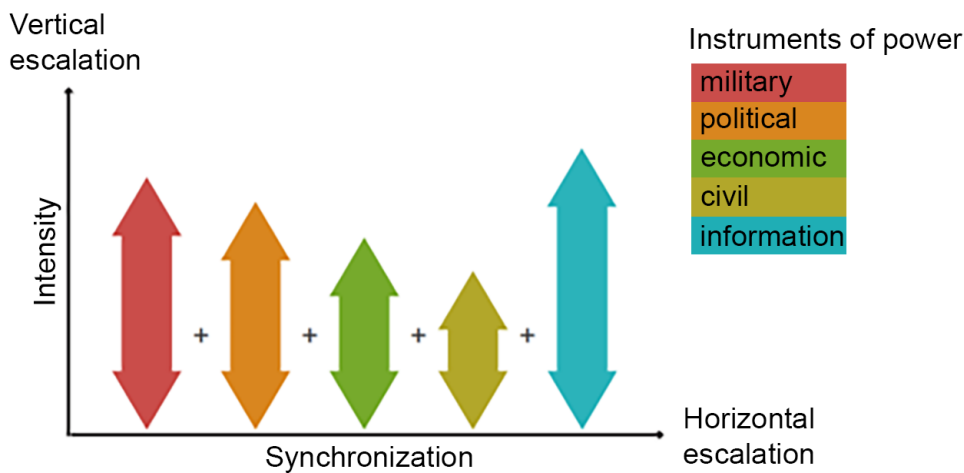 Vertical
escalation
Instruments of power
military
political
economic
civil
information
Intensity
+ + + +
Horizontal
escalation
Synchronization